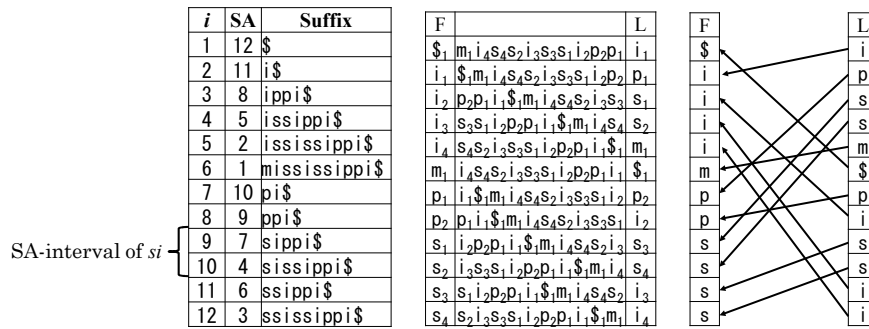 i SA Suffix
1 12 $
2 11 i$
3 8 ippi$
4 5 issippi$
5 2 ississippi$
6 1 mississippi$
7 10 pi$
8 9 ppi$
9 7 sippi$
10 4 sissippi$
11 6 ssippi$
12 3 ssissippi$
SA-interval of si
F L
$₁ m₁i₄s₄s₂i₃s₃s₁i₂p₂p₁ i₁
i₁ $₁m₁i₄s₄s₂i₃s₃s₁i₂p₂ p₁
i₂ p₂p₁i₁$₁m₁i₄s₄s₂i₃s₃ s₁
i₃ s₃s₁i₂p₂p₁i₁$₁m₁i₄s₄ s₂
i₄ s₄s₂i₃s₃s₁i₂p₂p₁i₁$₁ m₁
m₁ i₄s₄s₂i₃s₃s₁i₂p₂p₁i₁ $₁
p₁ i₁$₁m₁i₄s₄s₂i₃s₃s₁i₂ p₂
p₂ p₁i₁$₁m₁i₄s₄s₂i₃s₃s₁ i₂
s₁ i₂p₂p₁i₁$₁m₁i₄s₄s₂i₃ s₃
s₂ i₃s₃s₁i₂p₂p₁i₁$₁m₁i₄ s₄
s₃ s₁i₂p₂p₁i₁$₁m₁i₄s₄s₂ i₃
s₄ s₂i₃s₃s₁i₂p₂p₁i₁$₁m₁ i₄
F L
$ i
i p
i s
i s
i m
m $
p p
p i
s s
s s
s i
s i